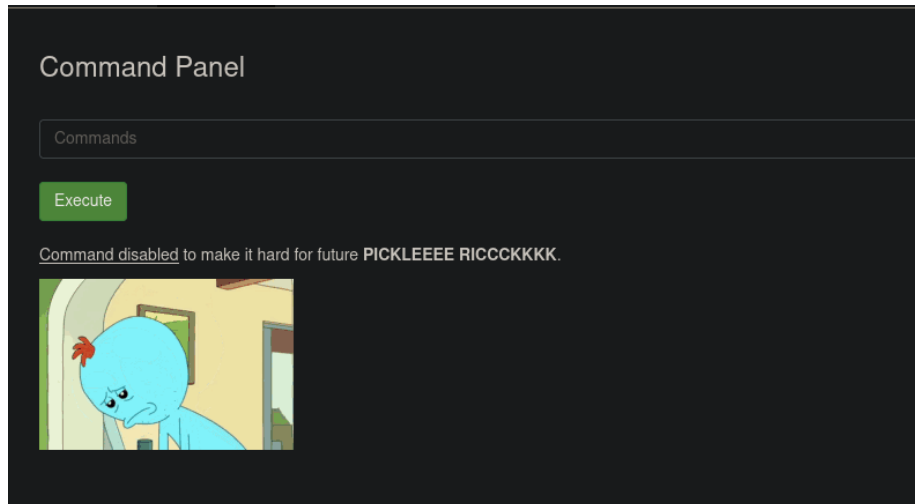 Command Panel
Commands
Execute
Command disabled to make it hard for future PICKLEEEE RICCCKKKK.